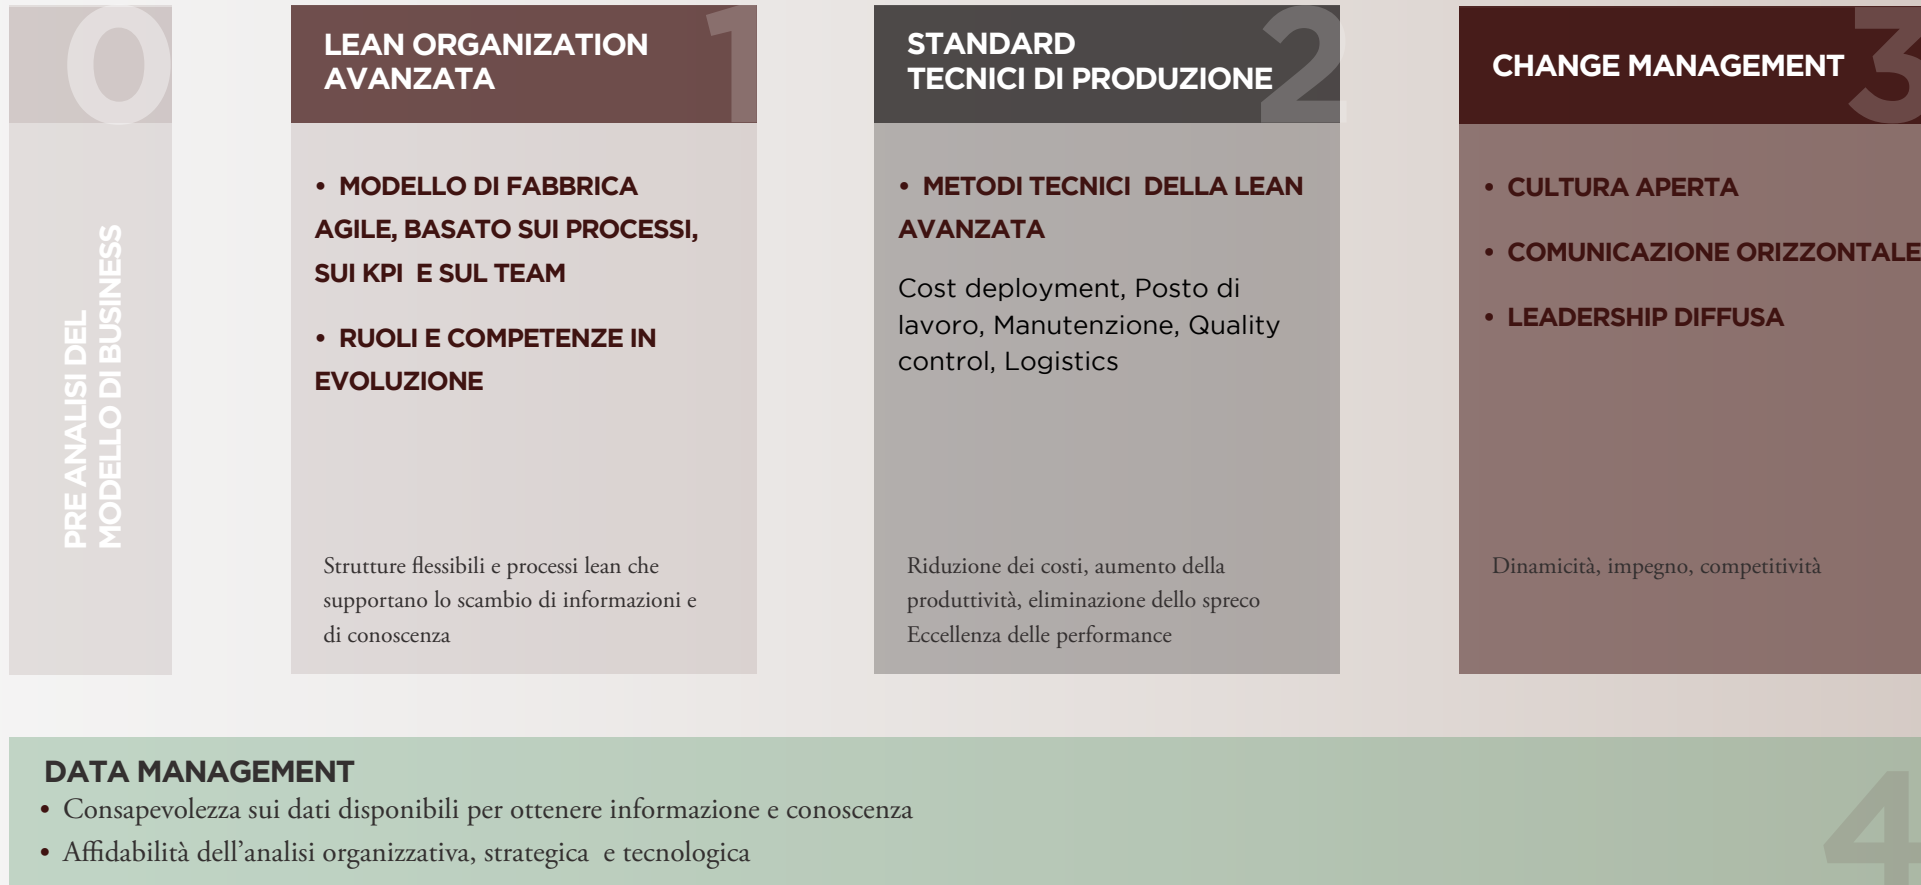 0
PRE ANALISI DEL
MODELLO DI BUSINESS
1
LEAN ORGANIZATION
AVANZATA
• MODELLO DI FABBRICA
AGILE, BASATO SUI PROCESSI,
SUI KPI E SUL TEAM
• RUOLI E COMPETENZE IN
EVOLUZIONE
Strutture flessibili e processi lean che
supportano lo scambio di informazioni e
di conoscenza
2
STANDARD
TECNICI DI PRODUZIONE
• METODI TECNICI DELLA LEAN
AVANZATA
Cost deployment, Posto di
lavoro, Manutenzione, Quality
control, Logistics
Riduzione dei costi, aumento della
produttività, eliminazione dello spreco
Eccellenza delle performance
3
CHANGE MANAGEMENT
• CULTURA APERTA
• COMUNICAZIONE ORIZZONTALE
• LEADERSHIP DIFFUSA
Dinamicità, impegno, competitività
4
DATA MANAGEMENT
• Consapevolezza sui dati disponibili per ottenere informazione e conoscenza
• Affidabilità dell’analisi organizzativa, strategica e tecnologica